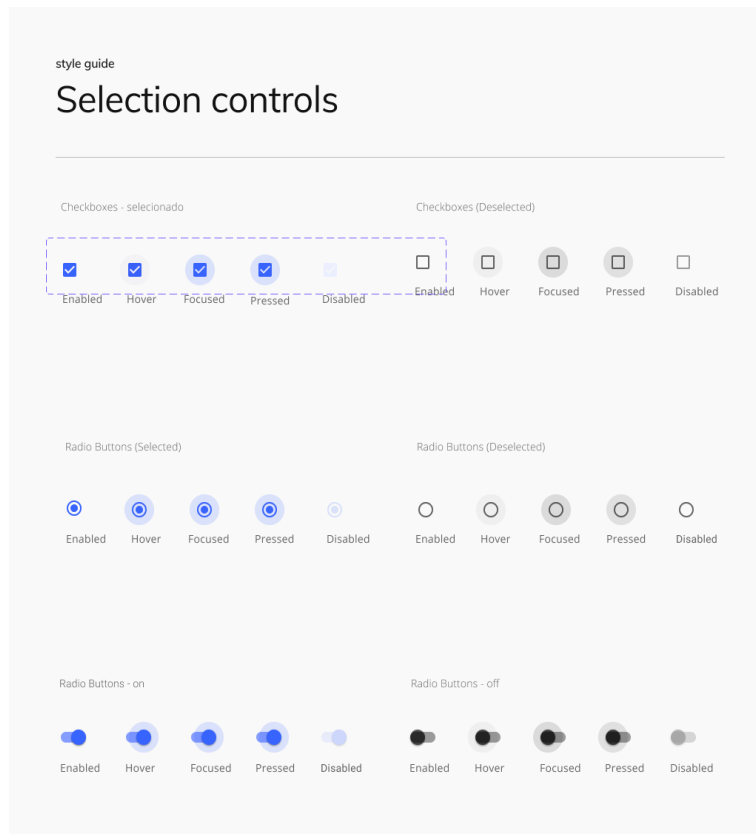 style guide
Selection controls
Checkboxes - selecionado
Checkboxes (Deselected)
Enabled Hover Focused Pressed Disabled
Enabled Hover Focused Pressed Disabled
Radio Buttons (Selected)
Radio Buttons (Deselected)
Enabled Hover Focused Pressed Disabled
Enabled Hover Focused Pressed Disabled
Radio Buttons - on
Radio Buttons - off
Enabled Hover Focused Pressed Disabled
Enabled Hover Focused Pressed Disabled